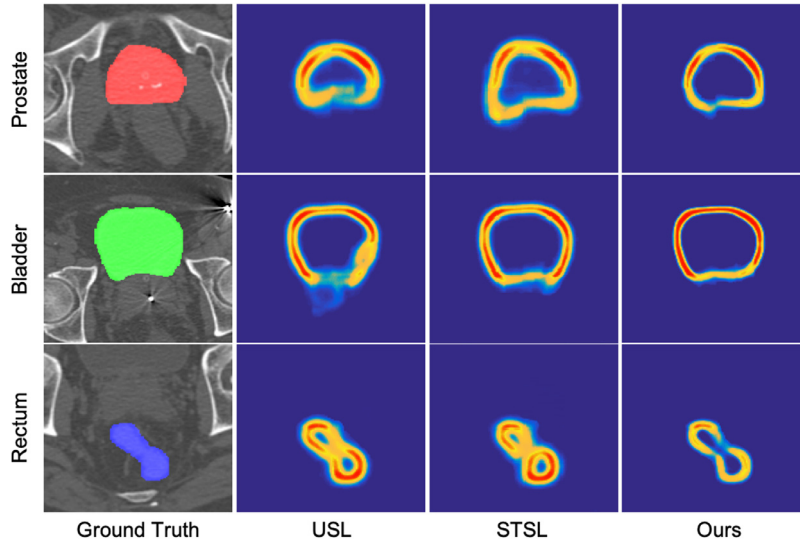 Prostate
Bladder
Rectum
Ground Truth
USL
STSL
Ours